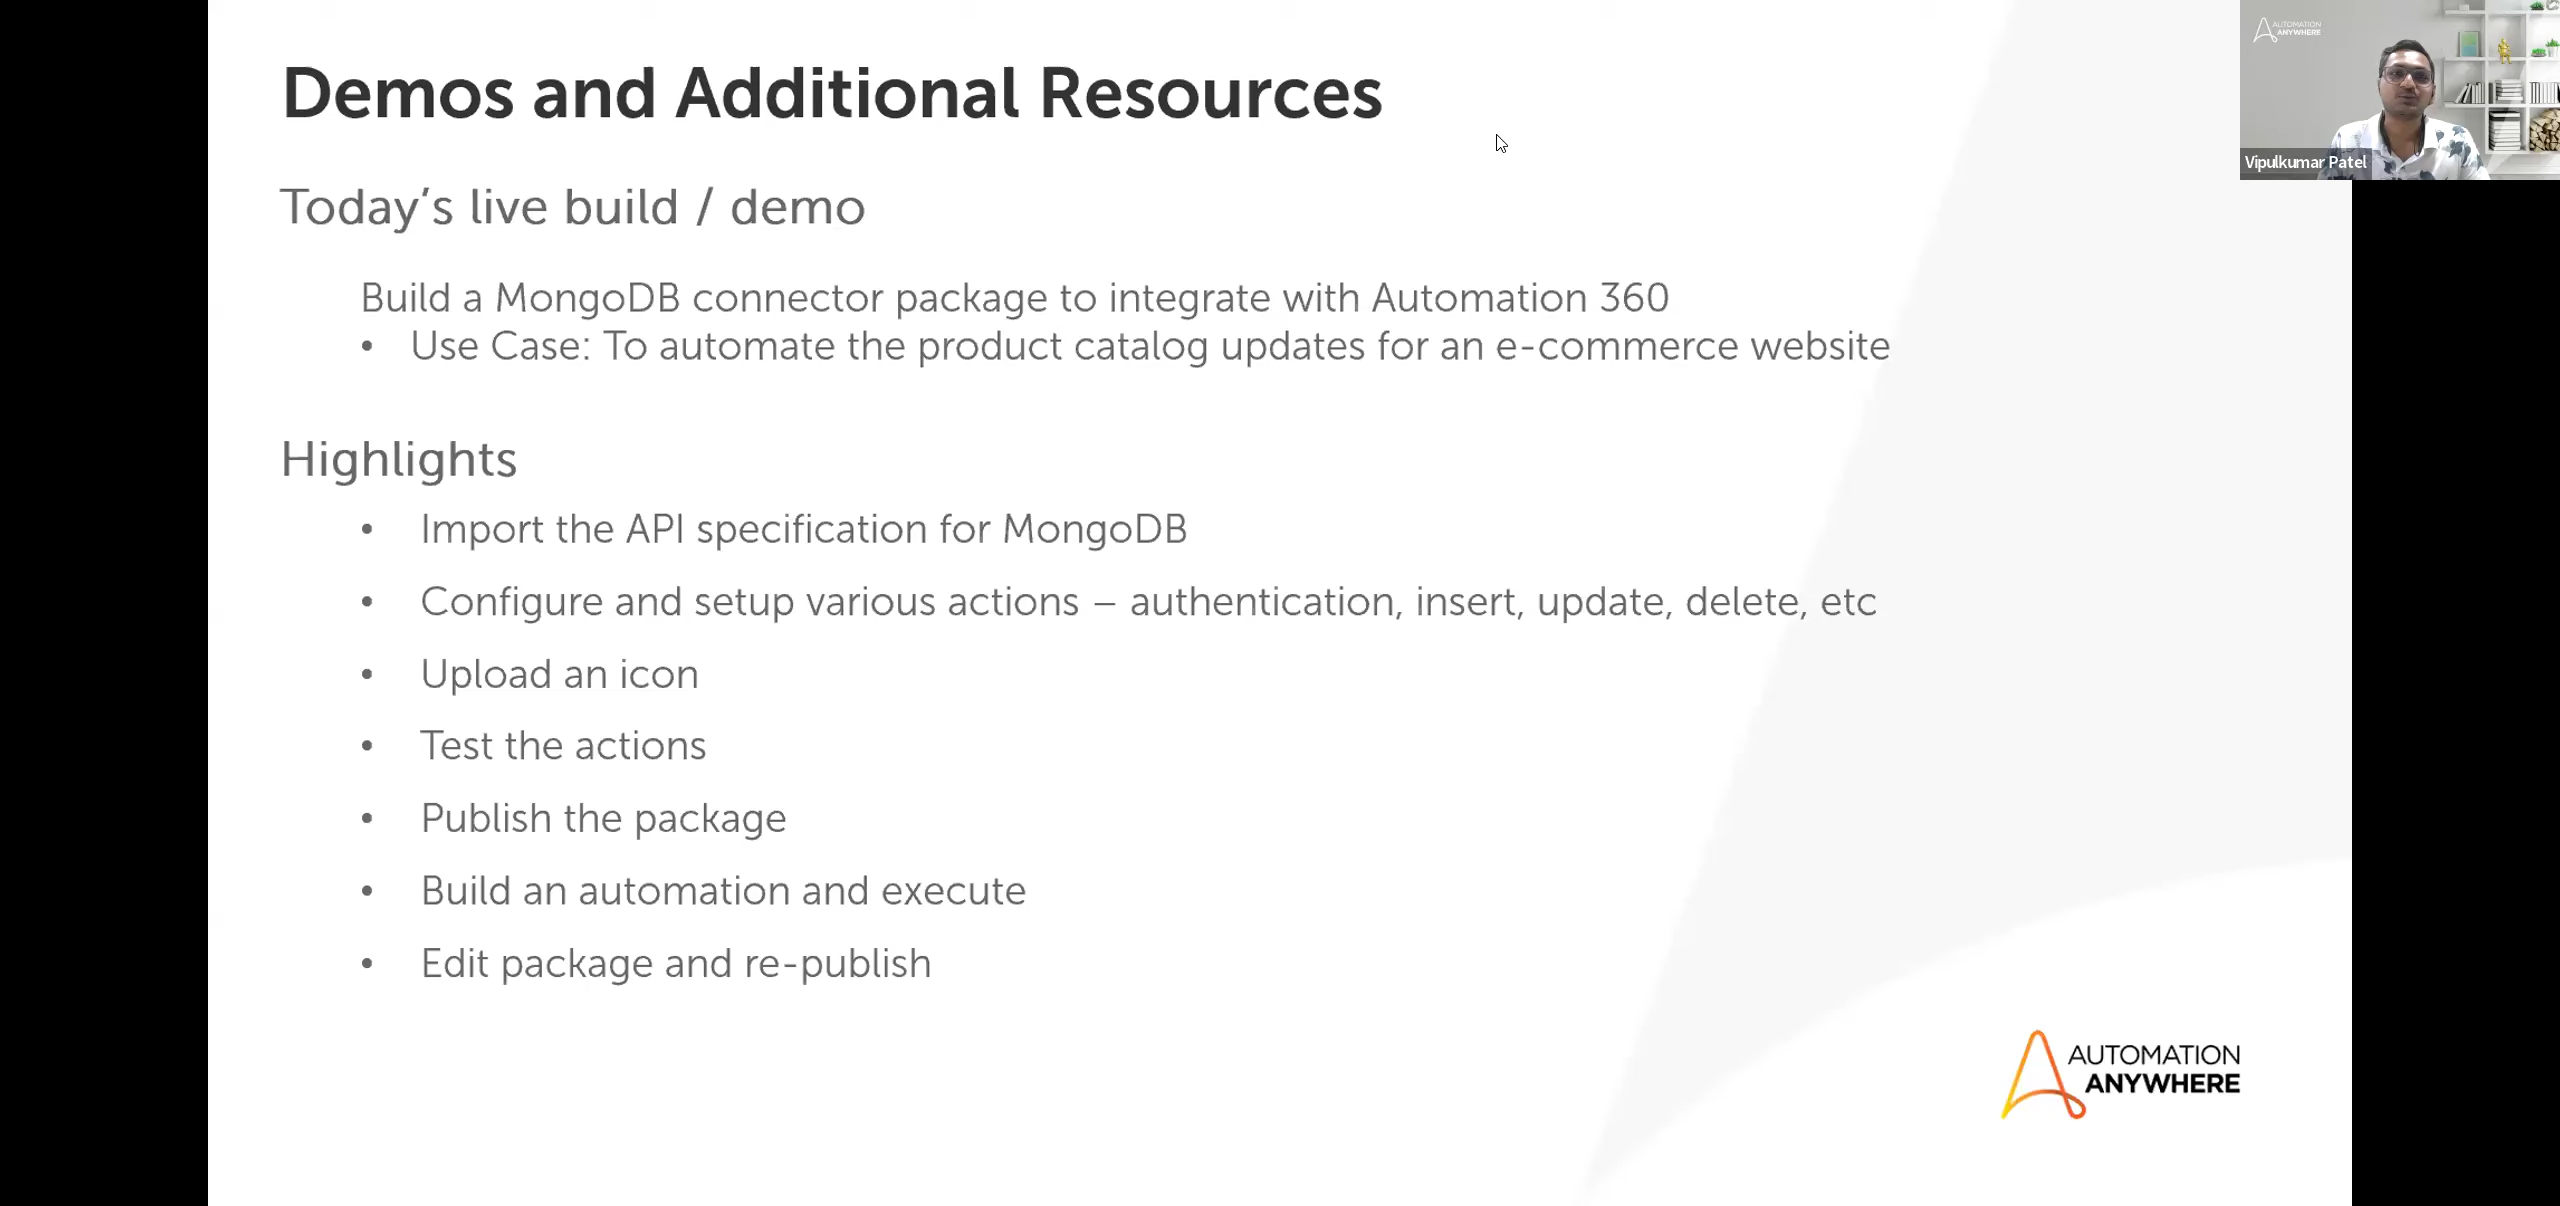 Demos and Additional Resources
AUTOMATION
ANYWHERE
Vipulkumar Patel
Today’s live build / demo
Build a MongoDB connector package to integrate with Automation 360
• Use Case: To automate the product catalog updates for an e-commerce website
Highlights
• Import the API specification for MongoDB
• Configure and setup various actions – authentication, insert, update, delete, etc
• Upload an icon
• Test the actions
• Publish the package
• Build an automation and execute
• Edit package and re-publish
AUTOMATION
ANYWHERE